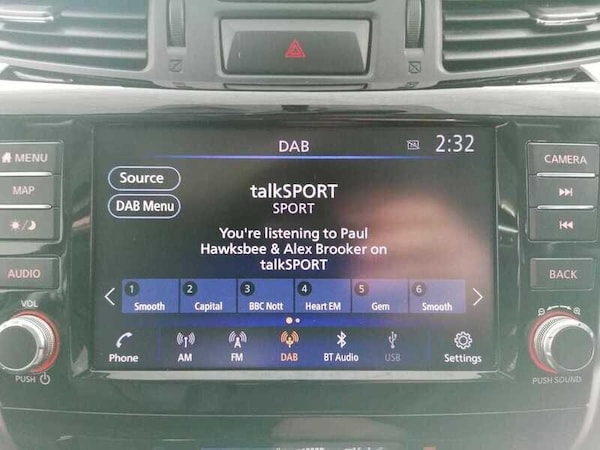 DAB
2:32
MENU
CAMERA
Source
MAP
talkSPORT
DAB Menu
SPORT
You're listening to Paul
Hawksbee & Alex Brooker on
talkSPORT
AUDIO
BACK
1 2 3 4 5 6
Smooth Capital BBC Nott Heart EM Gem Smooth
VOL
Phone AM FM DAB BT Audio USB Settings
PUSH
PUSH SOUND